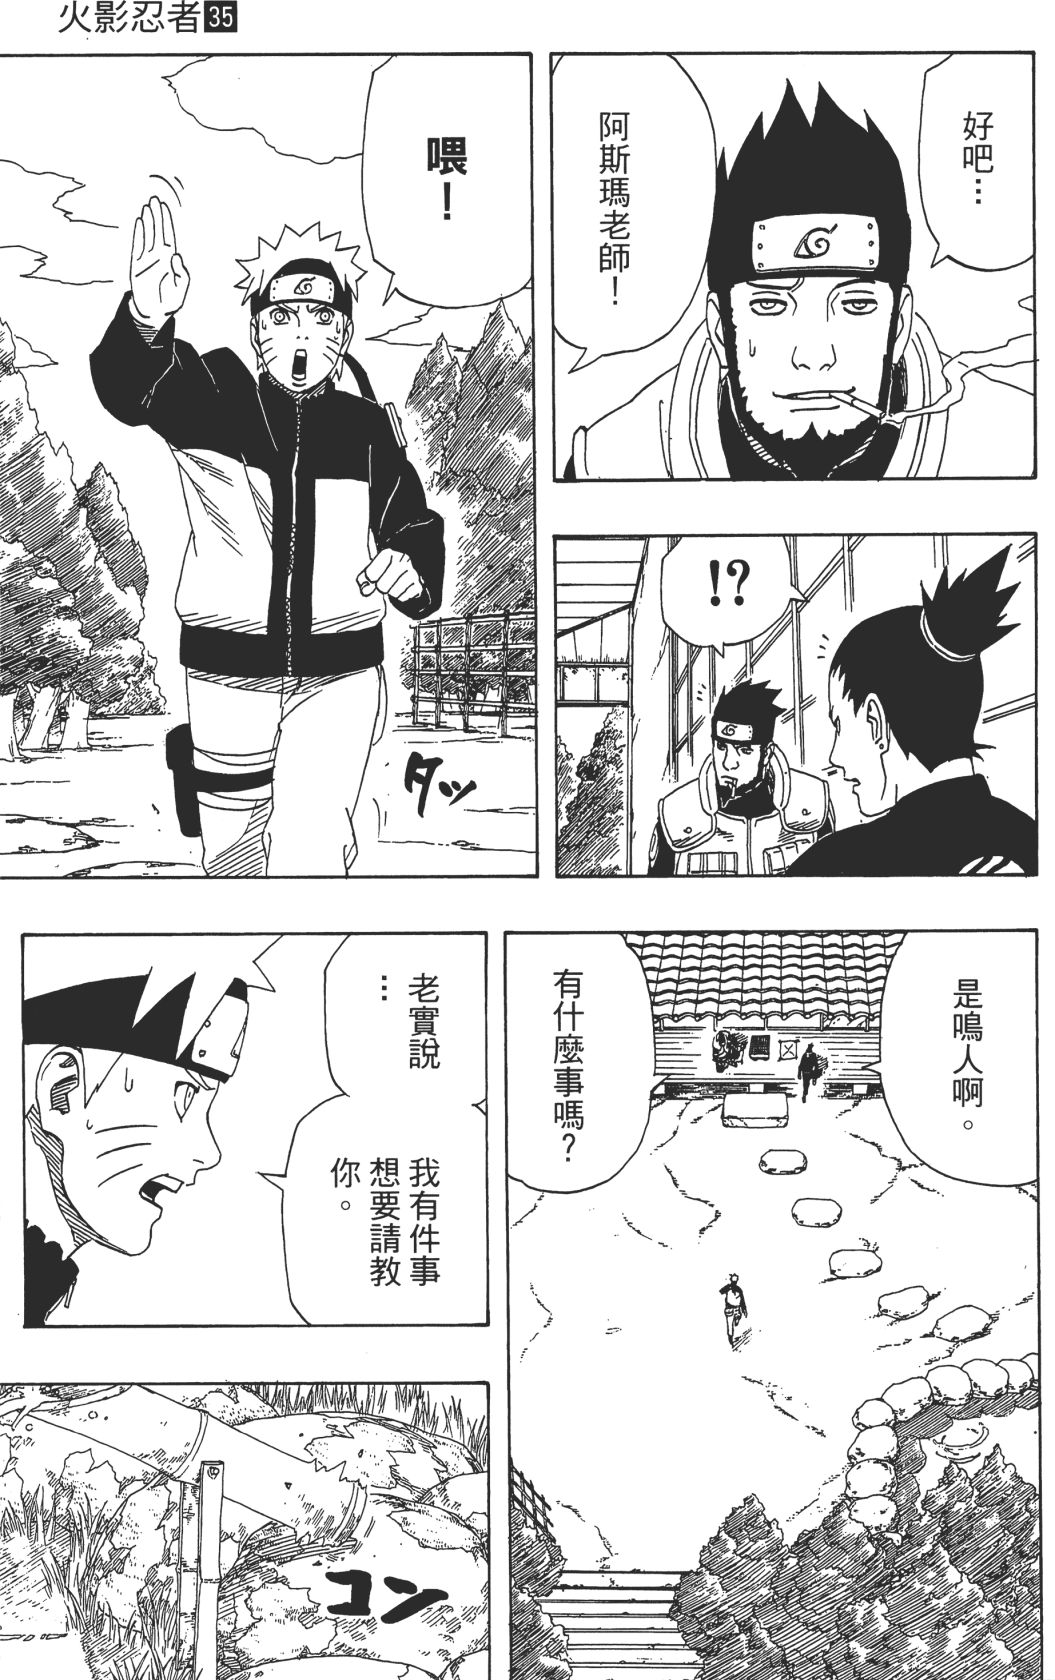 火影忍者35
好吧…
阿斯瑪老師！
！？
喂！
タッ
是鳴人啊。
有什麼事嗎？
老實說
…
我有件事
想要請教
你。
コン